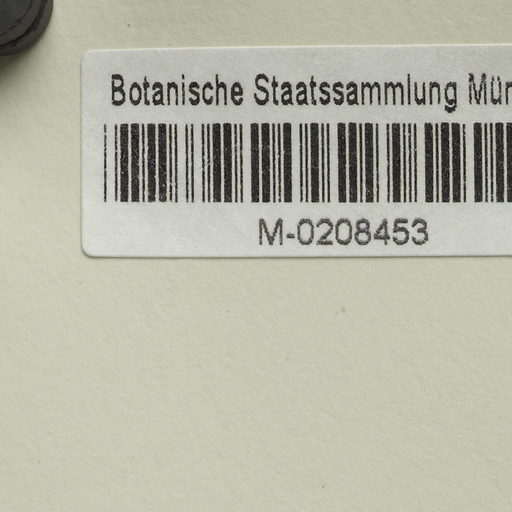 Botanische Staatssammlung Mün
M-0208453